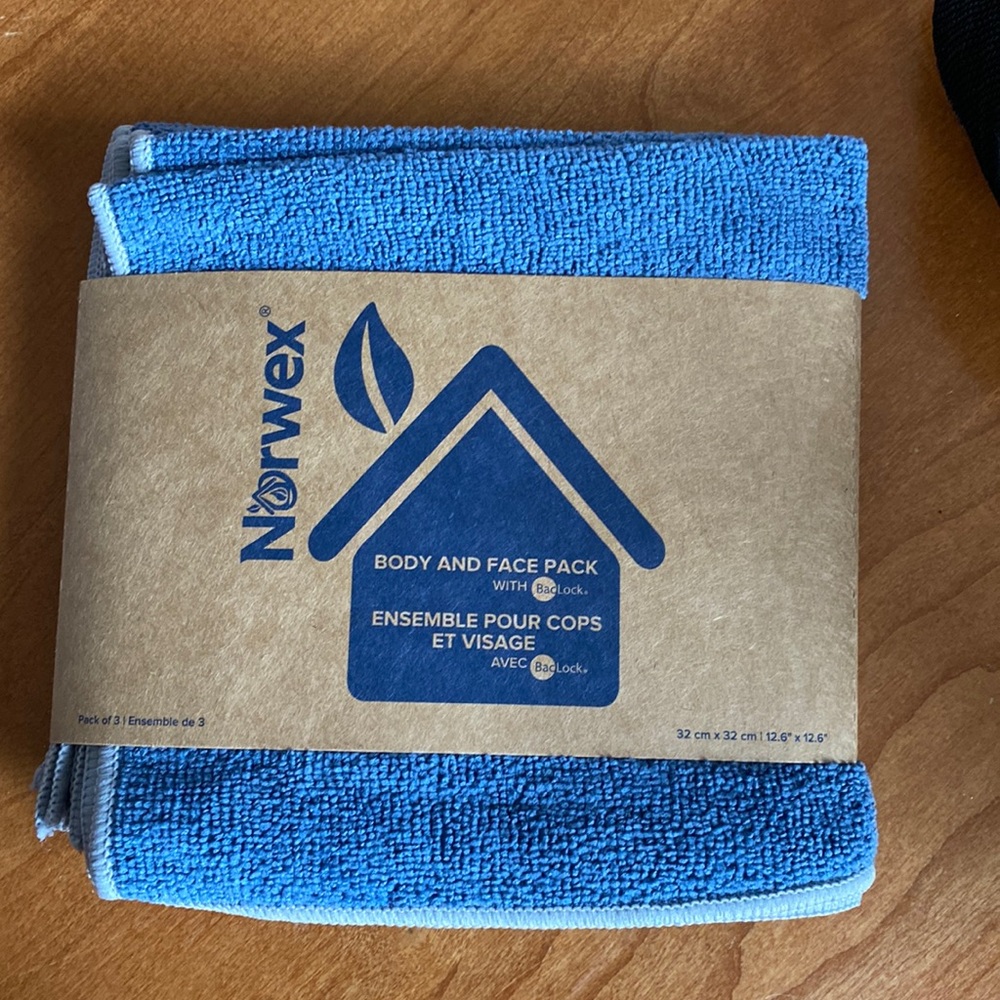 Norwex®
BODY AND FACE PACK
WITH BacLock®
ENSEMBLE POUR COPS
ET VISAGE
AVEC BacLock®
Pack of 3 | Ensemble de 3
32 cm x 32 cm | 12.6" x 12.6"